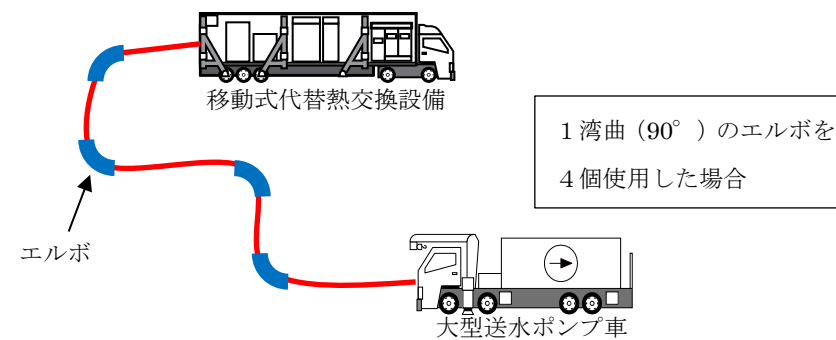 移動式代替熱交換設備
１湾曲（90°）のエルボを
４個使用した場合
エルボ
大型送水ポンプ車